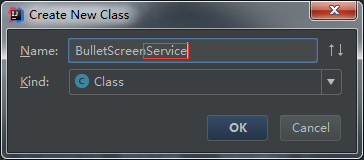 Create New Class
Name: BulletScreenService
Kind: Class
OK Cancel